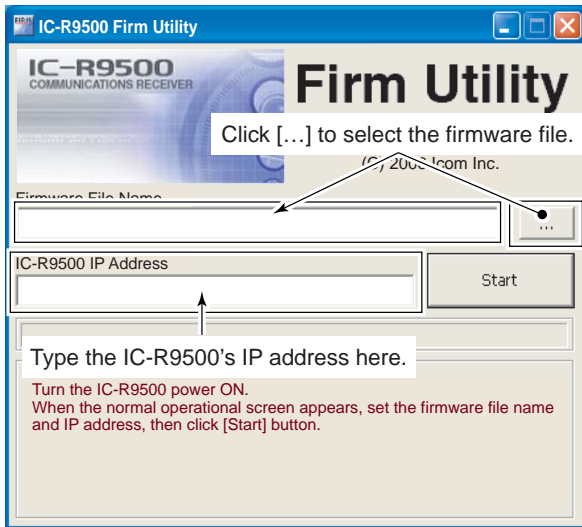 FIRM IC-R9500 Firm Utility
IC-R9500
COMMUNICATIONS RECEIVER
Firm Utility
Click […] to select the firmware file.
Icom Inc.
Firmware File Name
...
IC-R9500 IP Address
Start
Type the IC-R9500's IP address here.
Turn the IC-R9500 power ON.
When the normal operational screen appears, set the firmware file name
and IP address, then click [Start] button.